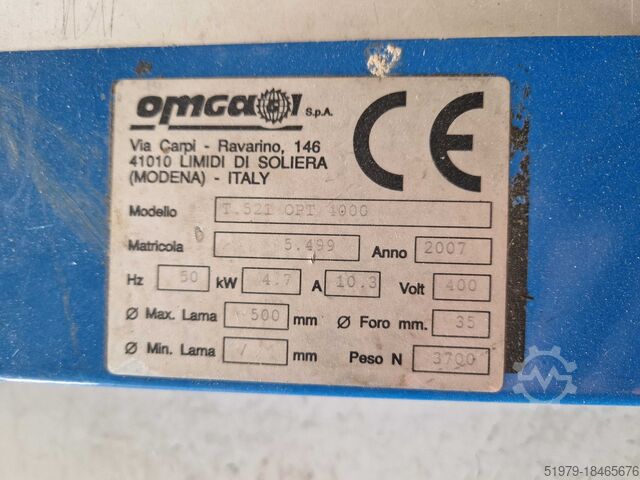 omga S.p.A.
CE
Via Carpi - Ravarino, 146
41010 LIMIDI DI SOLIERA
(MODENA) - ITALY
Modello T.521 OPT 4000
Matricola 5.499 Anno 2007
Hz 50 kW 4.7 A 10.3 Volt 400
Ø Max. Lama 500 mm Ø Foro mm. 35
Ø Min. Lama / mm Peso N 3700
51979-18465676